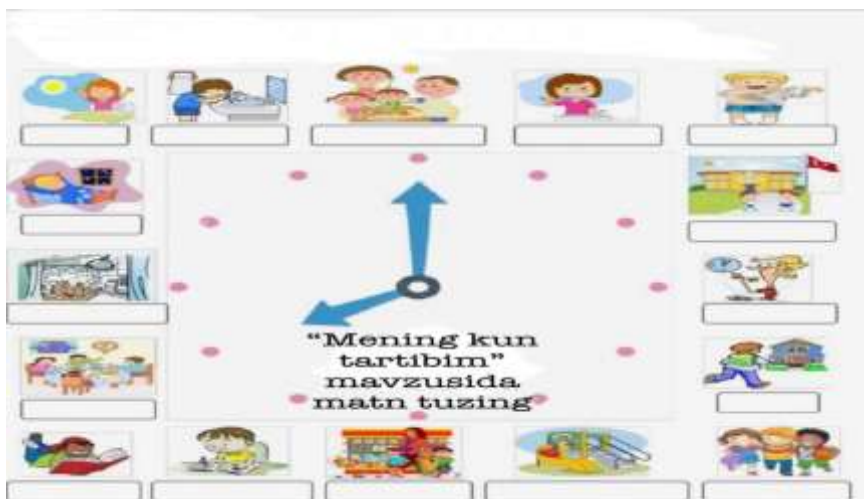 “Mening kun
tartibim”
mavzusida
matn tuzing